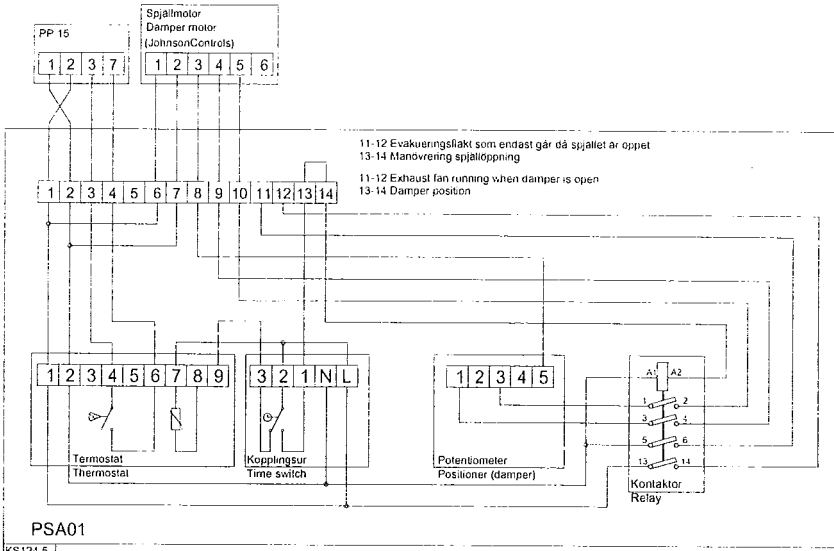 PP 15
1 2 3 7
Spjällmotor
Damper motor
(JohnsonControls)
1 2 3 4 5 6
11-12 Evakueringsfläkt som endast går då spjället är öppet
13-14 Manövrering spjällöppning
11-12 Exhaust fan running when damper is open
13-14 Damper position
1 2 3 4 5 6 7 8 9 10 11 12 13 14
1 2 3 4 5 6 7 8 9
Termostat
Thermostat
3 2 1 N L
Kopplingsur
Time switch
1 2 3 4 5
Potentiometer
Positioner (damper)
A1 A2
1 2
3 4
5 6
13 14
Kontaktor
Relay
PSA01
KS124.5